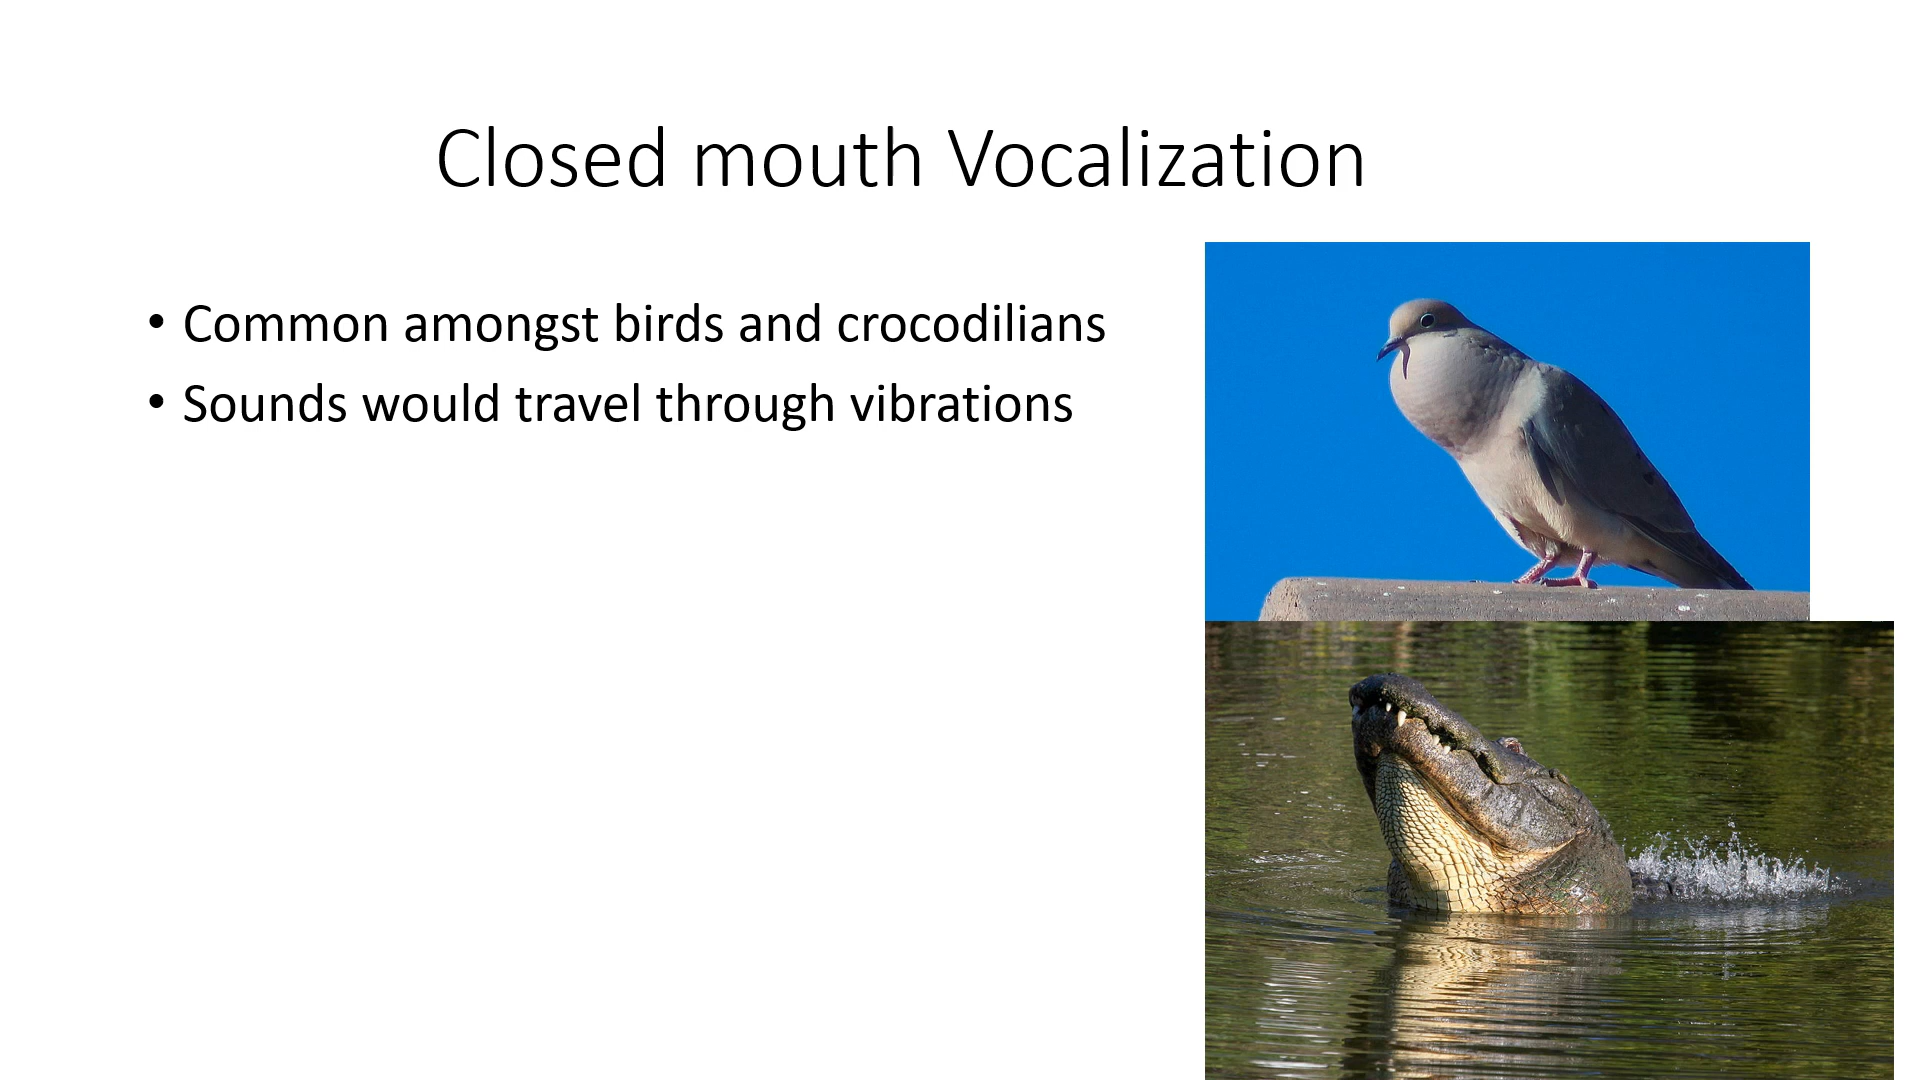 Closed mouth Vocalization
• Common amongst birds and crocodilians
• Sounds would travel through vibrations